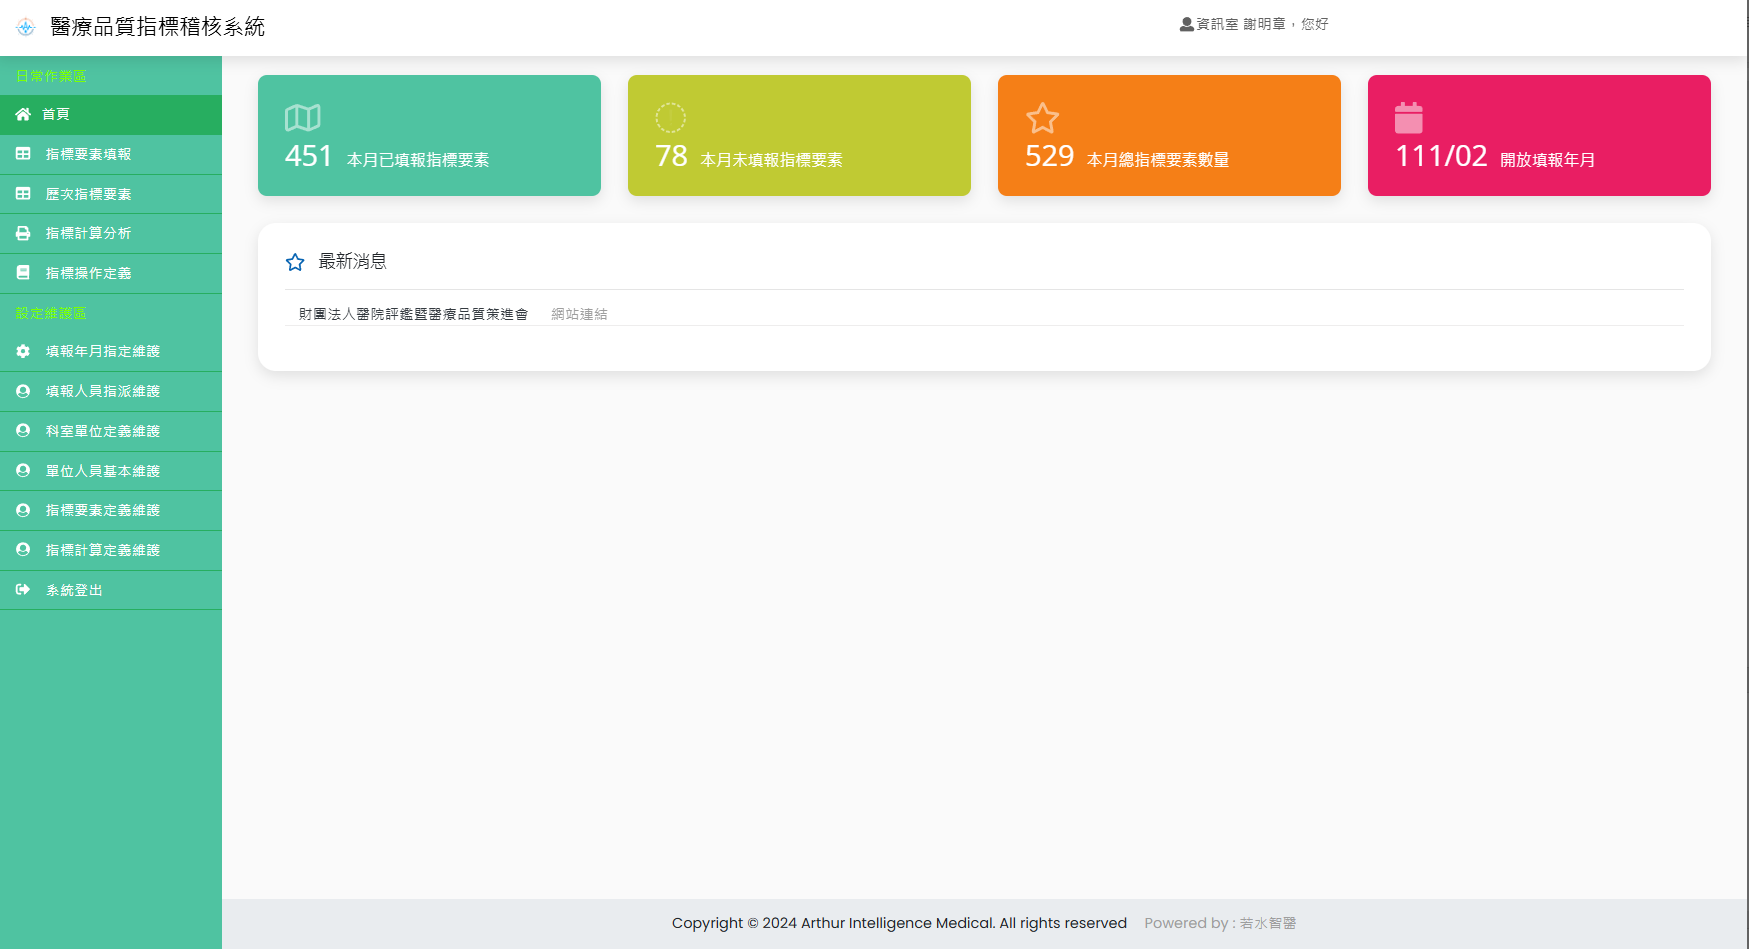 醫療品質指標稽核系統
資訊室 謝明章，您好
日常作業區
首頁
指標要素填報
歷次指標要素
指標計算分析
指標操作定義
設定維護區
填報年月指定維護
填報人員指派維護
科室單位定義維護
單位人員基本維護
指標要素定義維護
指標計算定義維護
系統登出
451 本月已填報指標要素
78 本月未填報指標要素
529 本月總指標要素數量
111/02 開放填報年月
最新消息
財團法人醫院評鑑暨醫療品質策進會 網站連結
Copyright © 2024 Arthur Intelligence Medical. All rights reserved Powered by : 若水智醫